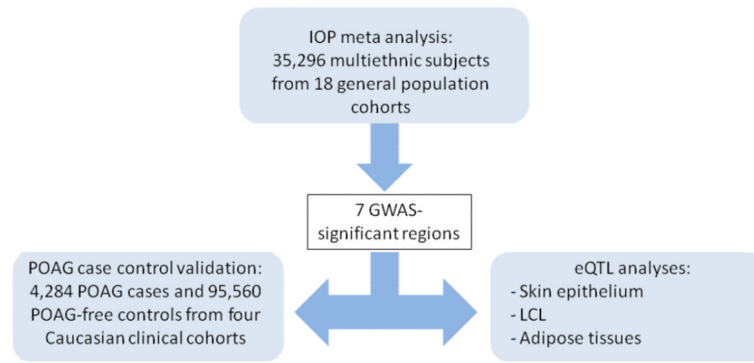 IOP meta analysis:
35,296 multiethnic subjects
from 18 general population
cohorts
7 GWAS-
significant regions
POAG case control validation:
4,284 POAG cases and 95,560
POAG-free controls from four
Caucasian clinical cohorts
eQTL analyses:
- Skin epithelium
- LCL
- Adipose tissues